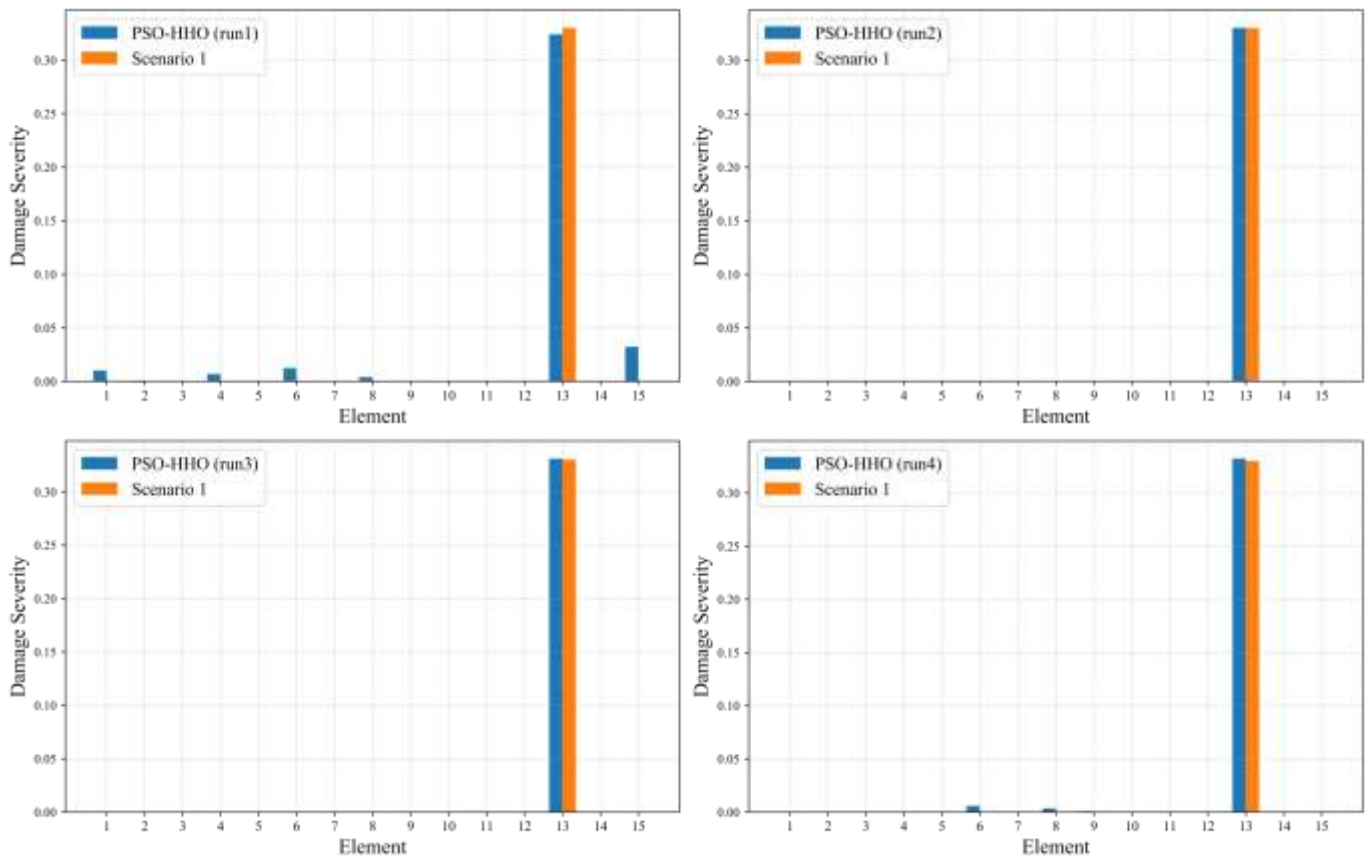 PSO-HHO (run1)
Scenario 1
0.30
0.25
0.20
0.15
0.10
0.05
0.00
Damage Severity
1 2 3 4 5 6 7 8 9 10 11 12 13 14 15
Element
PSO-HHO (run2)
Scenario 1
0.30
0.25
0.20
0.15
0.10
0.05
0.00
Damage Severity
1 2 3 4 5 6 7 8 9 10 11 12 13 14 15
Element
PSO-HHO (run3)
Scenario 1
0.30
0.25
0.20
0.15
0.10
0.05
0.00
Damage Severity
1 2 3 4 5 6 7 8 9 10 11 12 13 14 15
Element
PSO-HHO (run4)
Scenario 1
0.30
0.25
0.20
0.15
0.10
0.05
0.00
Damage Severity
1 2 3 4 5 6 7 8 9 10 11 12 13 14 15
Element